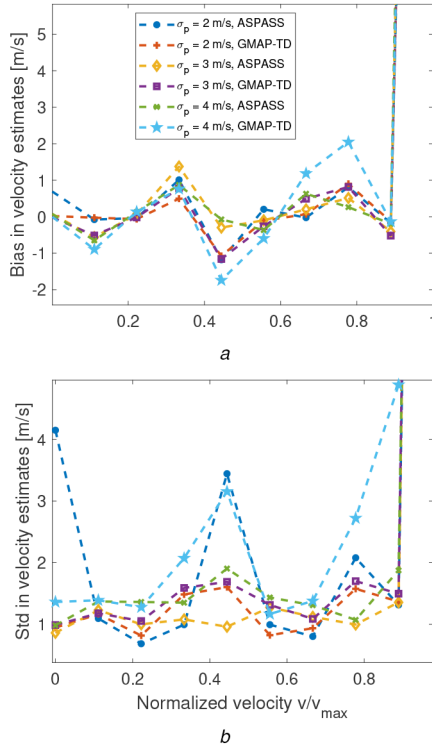 5
4
3
2
1
0
-1
-2
Bias in velocity estimates [m/s]
σp = 2 m/s, ASPASS
σp = 2 m/s, GMAP-TD
σp = 3 m/s, ASPASS
σp = 3 m/s, GMAP-TD
σp = 4 m/s, ASPASS
σp = 4 m/s, GMAP-TD
0.2 0.4 0.6 0.8 1
a
4
3
2
1
Std in velocity estimates [m/s]
0 0.2 0.4 0.6 0.8
Normalized velocity v/vmax
b